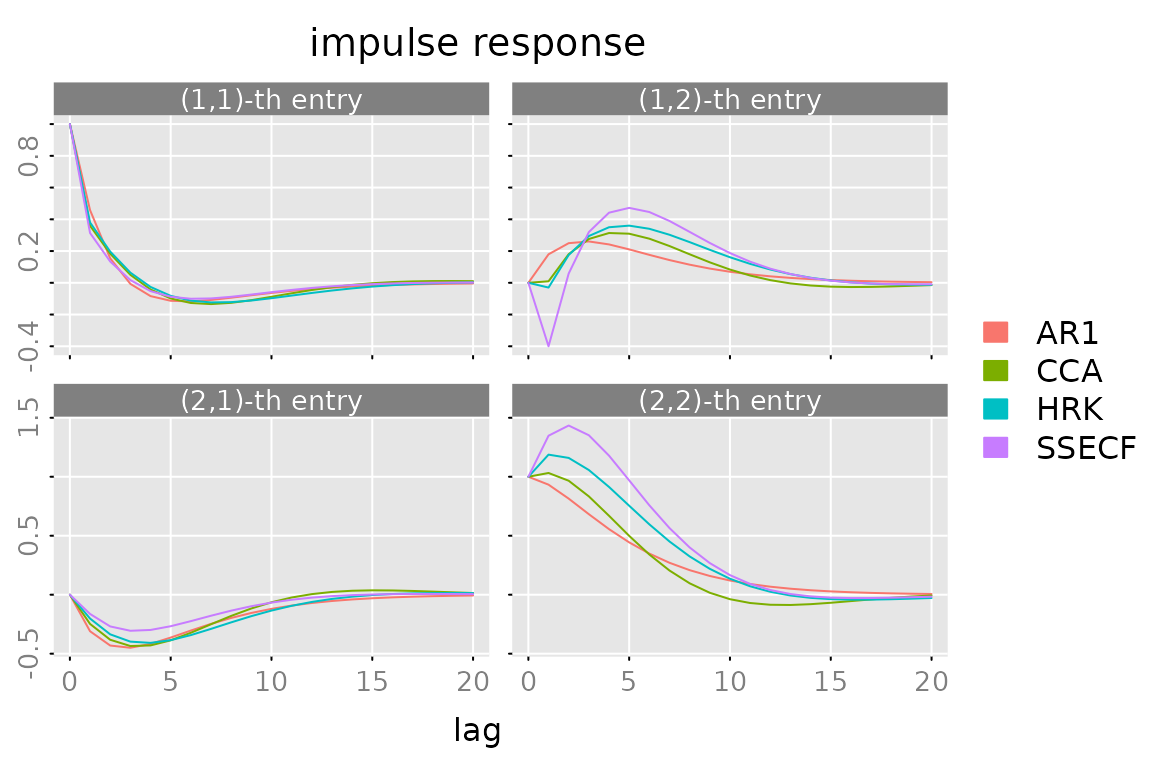 impulse response
(1,1)-th entry
(1,2)-th entry
0.8
0.2
-0.4
(2,1)-th entry
(2,2)-th entry
1.5
0.5
-0.5
0 5 10 15 20
0 5 10 15 20
lag
AR1
CCA
HRK
SSECF